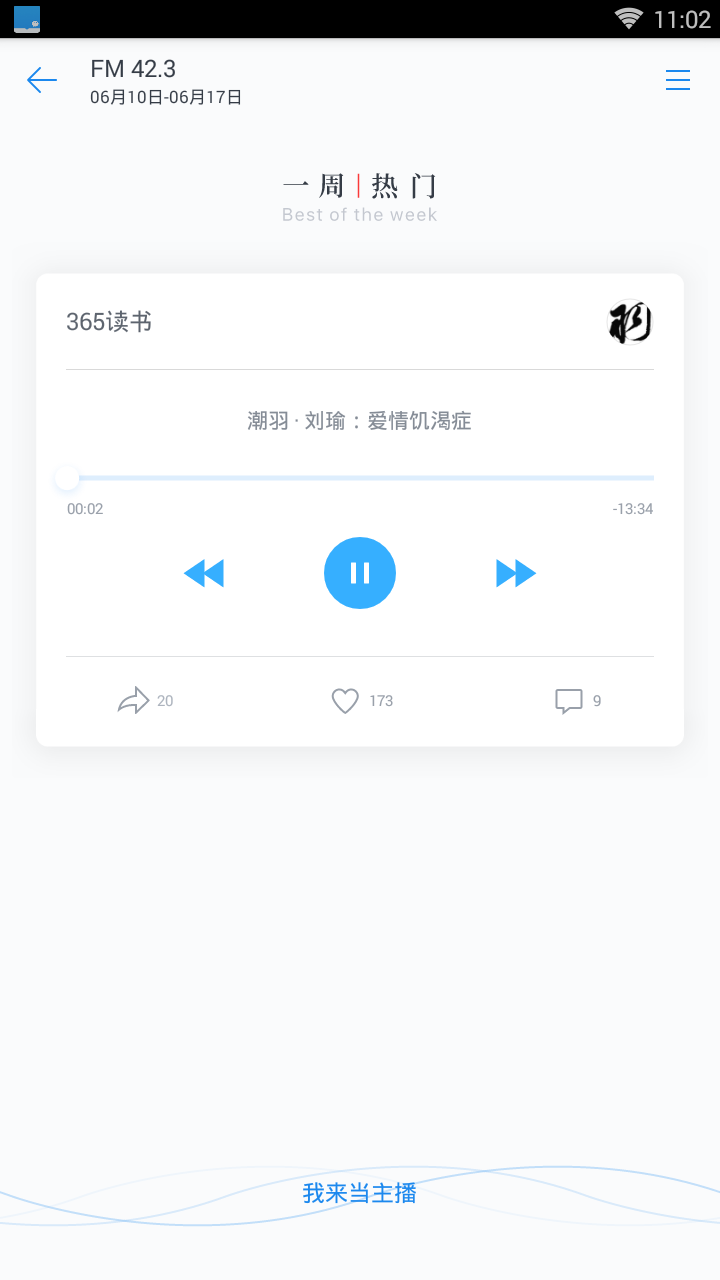 11:02
FM 42.3
06月10日-06月17日
一周|热门
Best of the week
365读书
潮羽 · 刘瑜：爱情饥渴症
00:02
-13:34
20
173
9
我来当主播